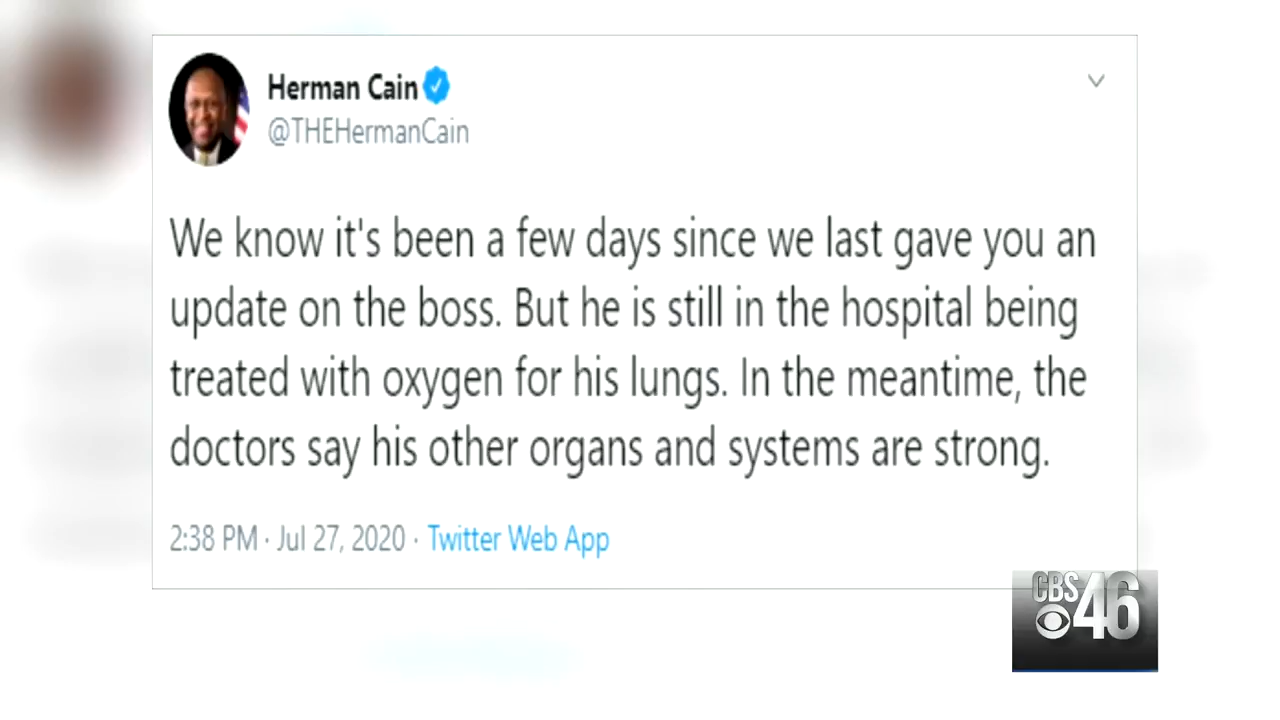 Herman Cain
@THEHermanCain
We know it's been a few days since we last gave you an
update on the boss. But he is still in the hospital being
treated with oxygen for his lungs. In the meantime, the
doctors say his other organs and systems are strong.
2:38 PM · Jul 27, 2020 · Twitter Web App
CBS
46